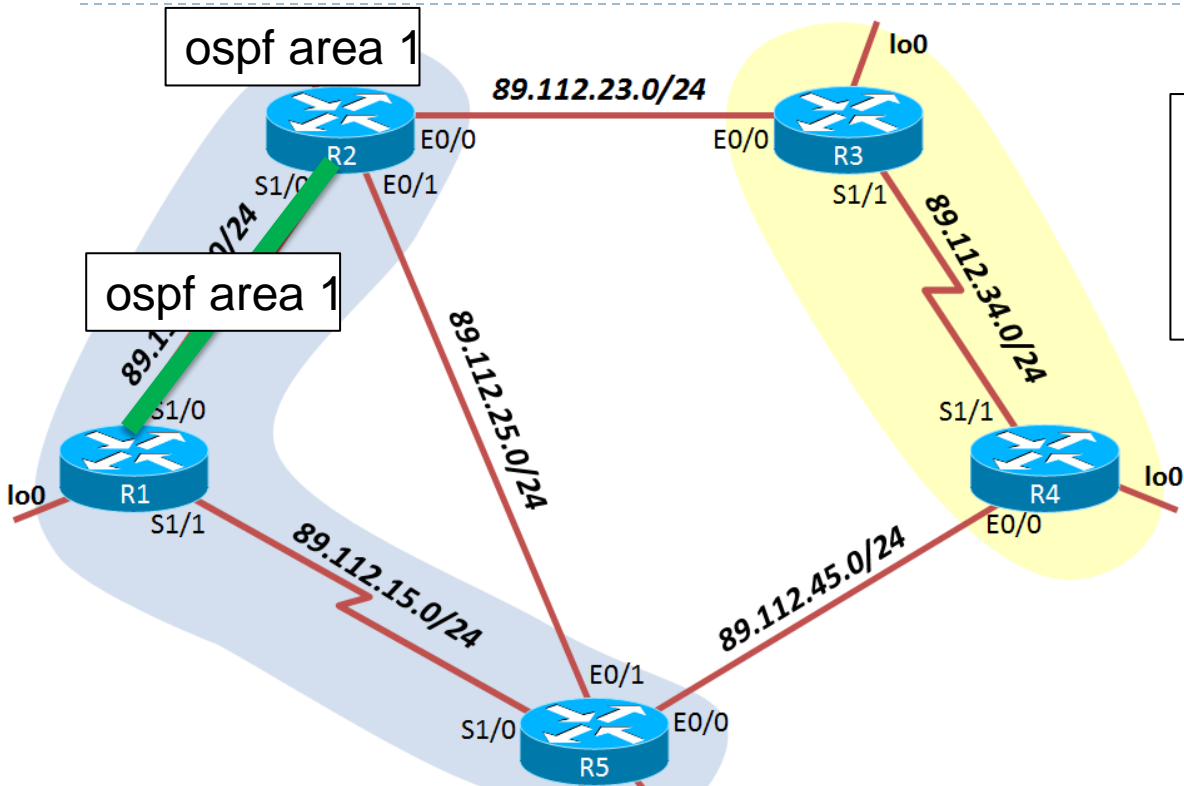 ospf area 1
lo0
89.112.23.0/24
E0/0
E0/0
R2
R3
S1/0
E0/1
S1/1
0/24
89.112.34.0/24
ospf area 1
89.1
89.112.25.0/24
S1/0
S1/1
lo0
R1
S1/1
R4
lo0
E0/0
89.112.15.0/24
89.112.45.0/24
E0/1
S1/0
E0/0
R5